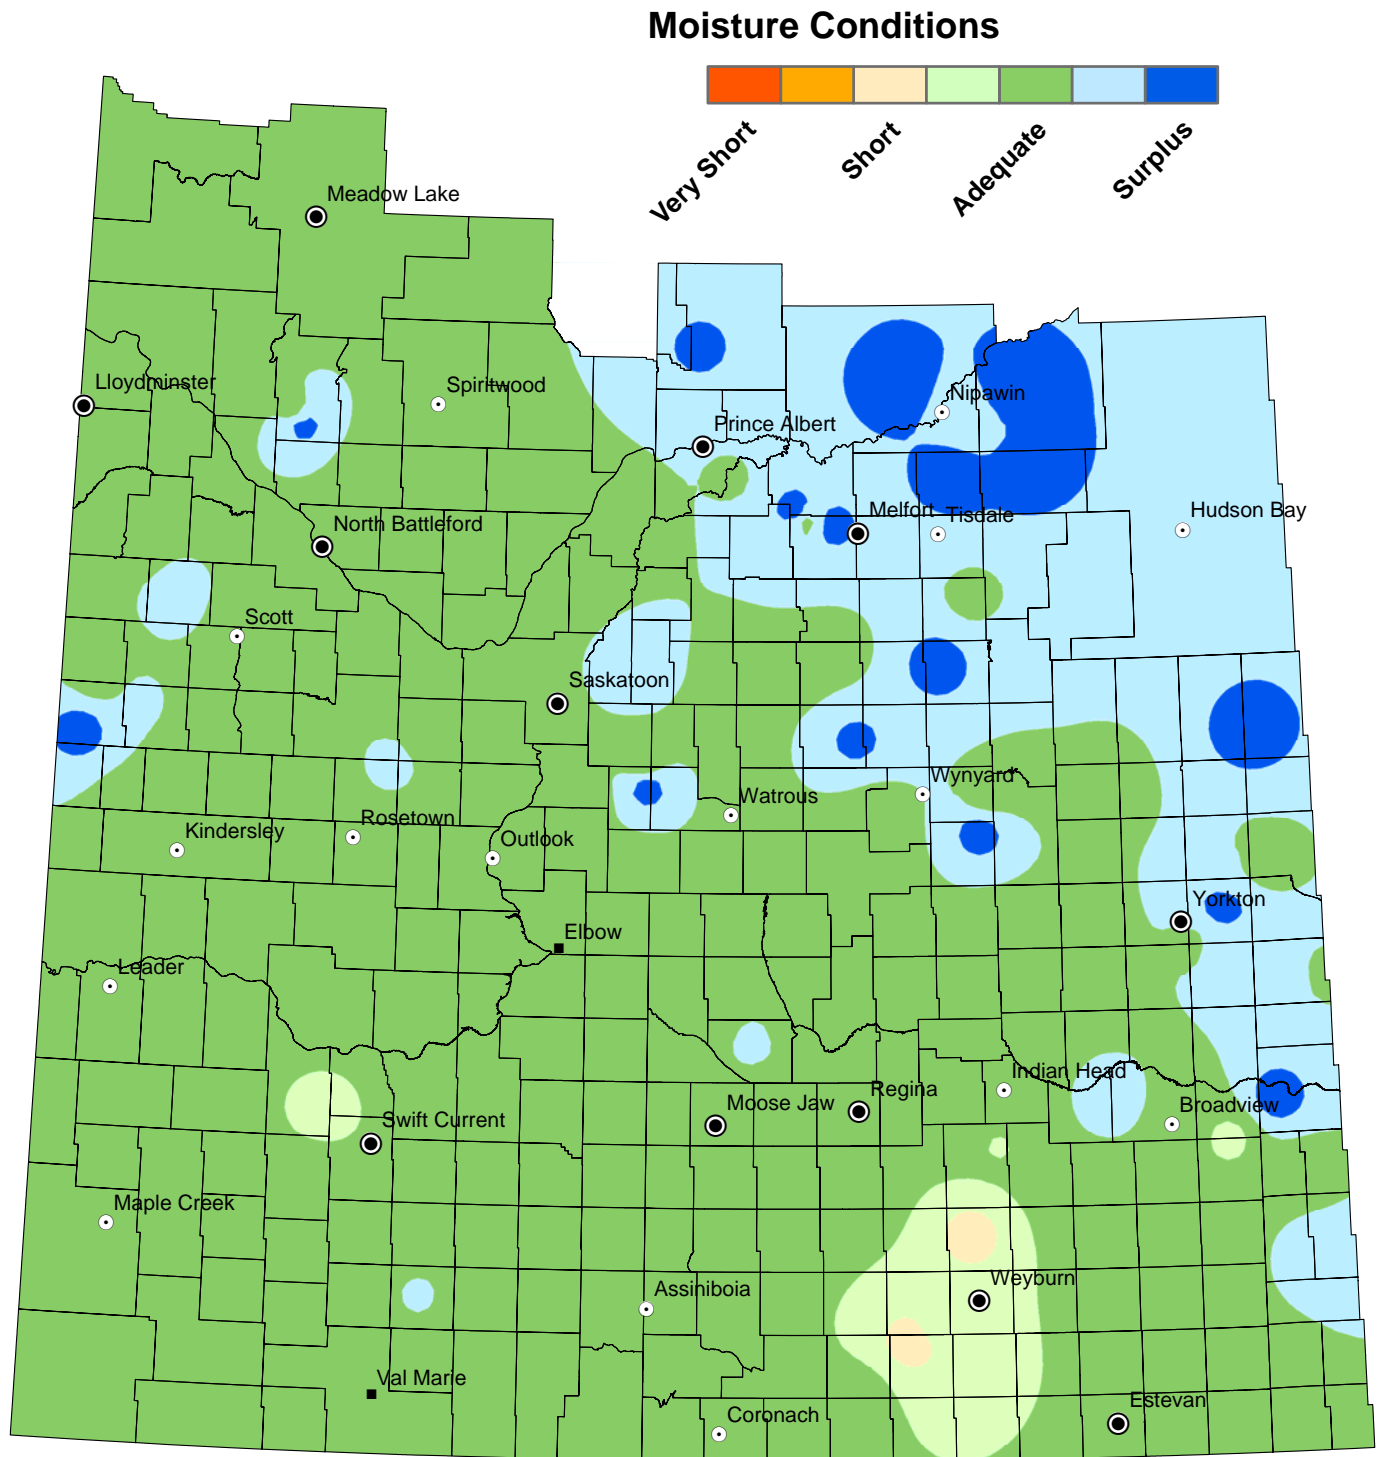 Moisture Conditions
Very Short
Short
Adequate
Surplus
Meadow Lake
Lloydminster
Spiritwood
Nipawin
Prince Albert
North Battleford
Melfort
Tisdale
Hudson Bay
Scott
Saskatoon
Wynyard
Watrous
Kindersley
Rosetown
Outlook
Yorkton
Elbow
Leader
Indian Head
Regina
Moose Jaw
Broadview
Swift Current
Maple Creek
Weyburn
Assiniboia
Val Marie
Coronach
Estevan